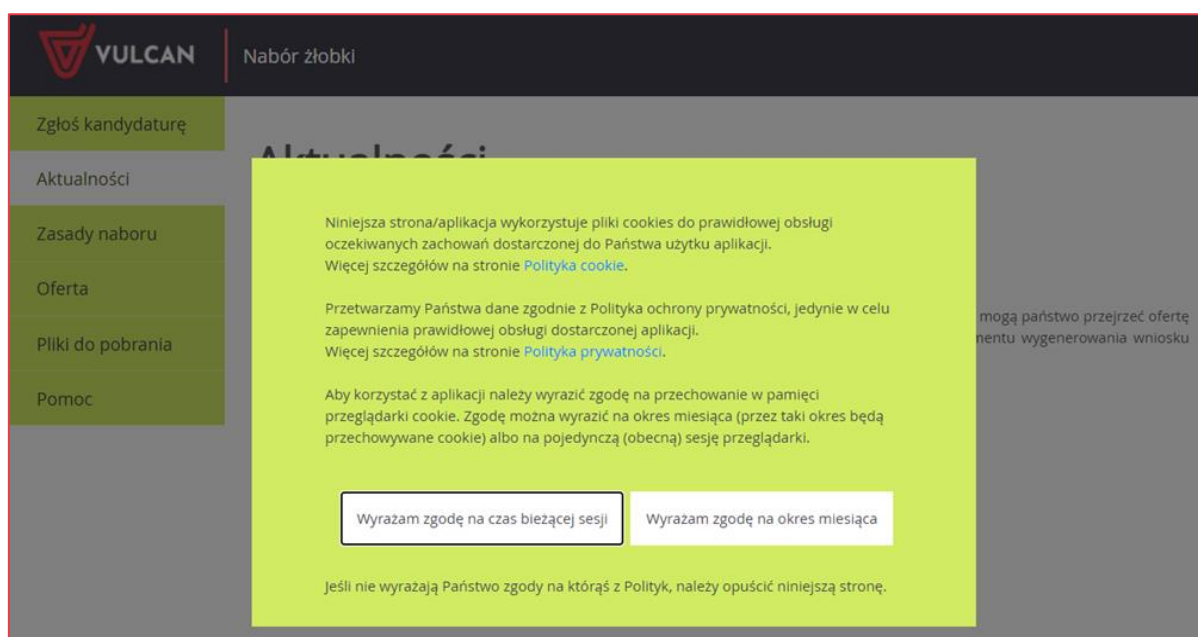 VULCAN
Nabór żłobki
Zgłoś kandydaturę
Aktualności
Zasady naboru
Oferta
Pliki do pobrania
Pomoc
Aktualności
mogą państwo przejrzeć ofertę
mentu wygenerowania wniosku
Niniejsza strona/aplikacja wykorzystuje pliki cookies do prawidłowej obsługi
oczekiwanych zachowań dostarczonej do Państwa użytku aplikacji.
Więcej szczegółów na stronie Polityka cookie.
Przetwarzamy Państwa dane zgodnie z Polityka ochrony prywatności, jedynie w celu
zapewnienia prawidłowej obsługi dostarczonej aplikacji.
Więcej szczegółów na stronie Polityka prywatności.
Aby korzystać z aplikacji należy wyrazić zgodę na przechowanie w pamięci
przeglądarki cookie. Zgodę można wyrazić na okres miesiąca (przez taki okres będą
przechowywane cookie) albo na pojedynczą (obecną) sesję przeglądarki.
Wyrażam zgodę na czas bieżącej sesji
Wyrażam zgodę na okres miesiąca
Jeśli nie wyrażają Państwo zgody na którąś z Polityk, należy opuścić niniejszą stronę.